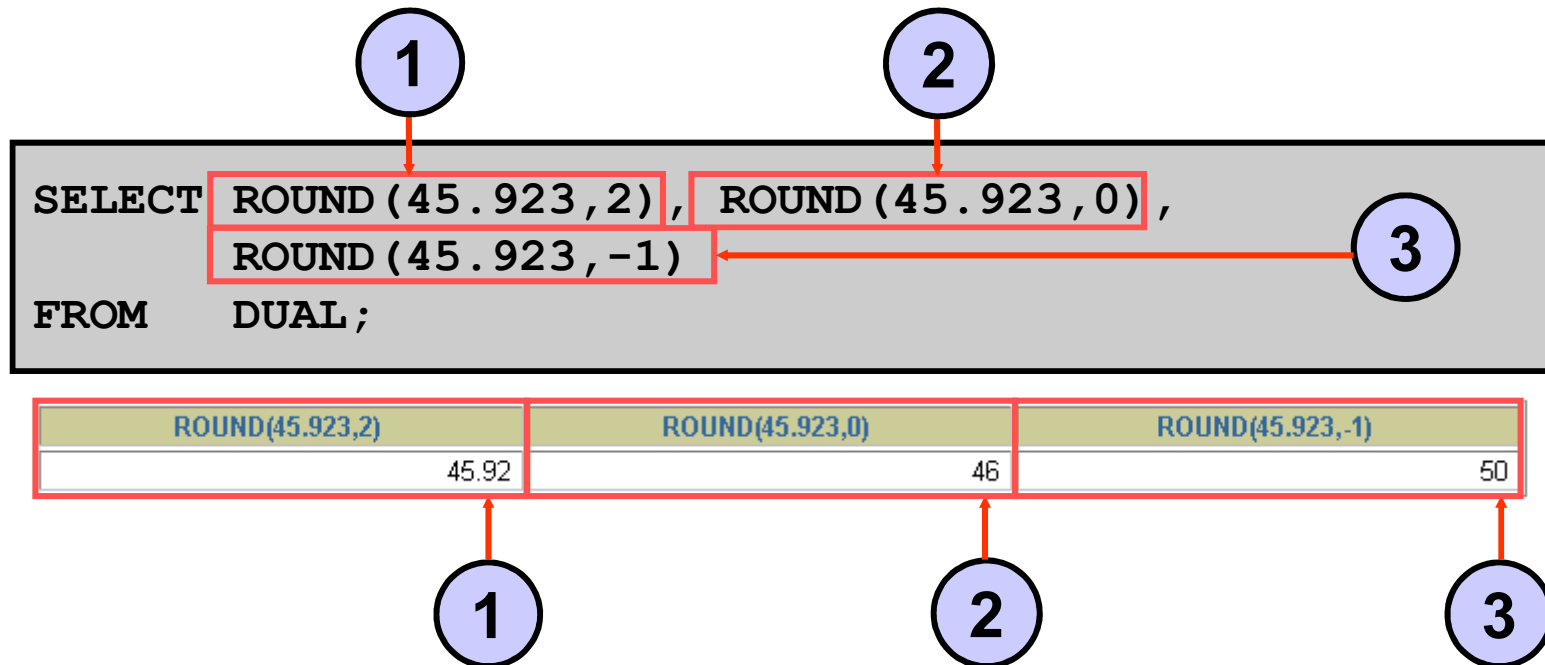 1 2
SELECT ROUND(45.923,2), ROUND(45.923,0),
ROUND(45.923,-1) 3
FROM DUAL;
ROUND(45.923,2) ROUND(45.923,0) ROUND(45.923,-1)
45.92 46 50
1 2 3